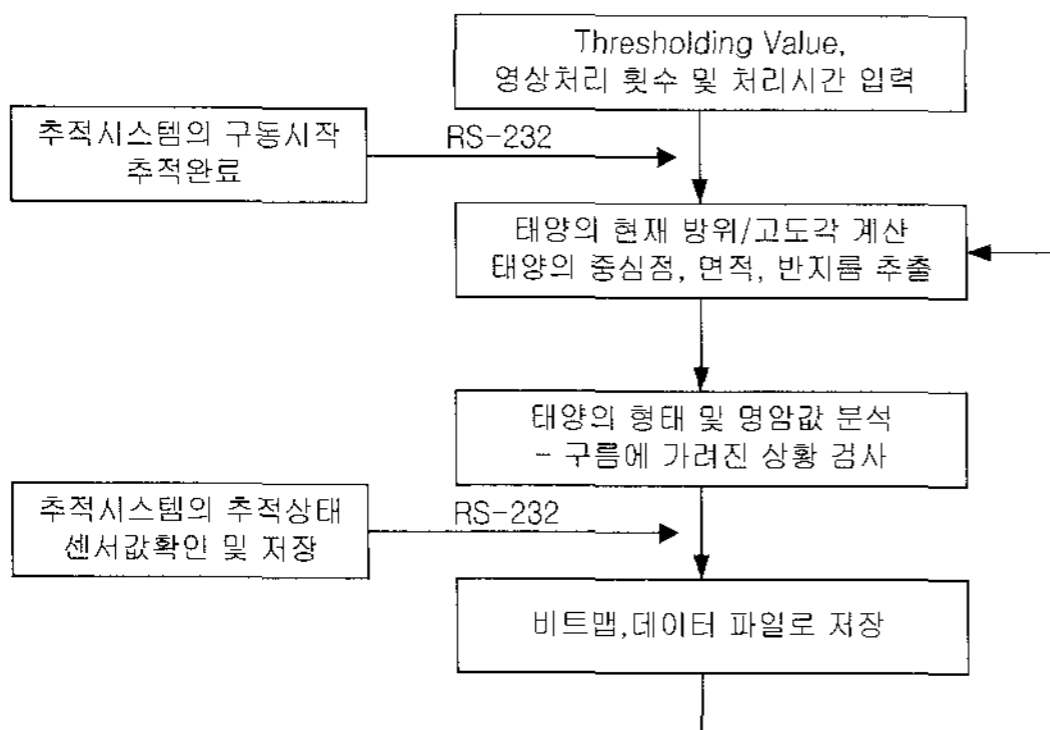 Thresholding Value,
영상처리 횟수 및 처리시간 입력
추적시스템의 구동시작
추적완료
RS-232
태양의 현재 방위/고도각 계산
태양의 중심점, 면적, 반지름 추출
태양의 형태 및 명암값 분석
- 구름에 가려진 상황 검사
추적시스템의 추적상태
센서값확인 및 저장
RS-232
비트맵,데이터 파일로 저장